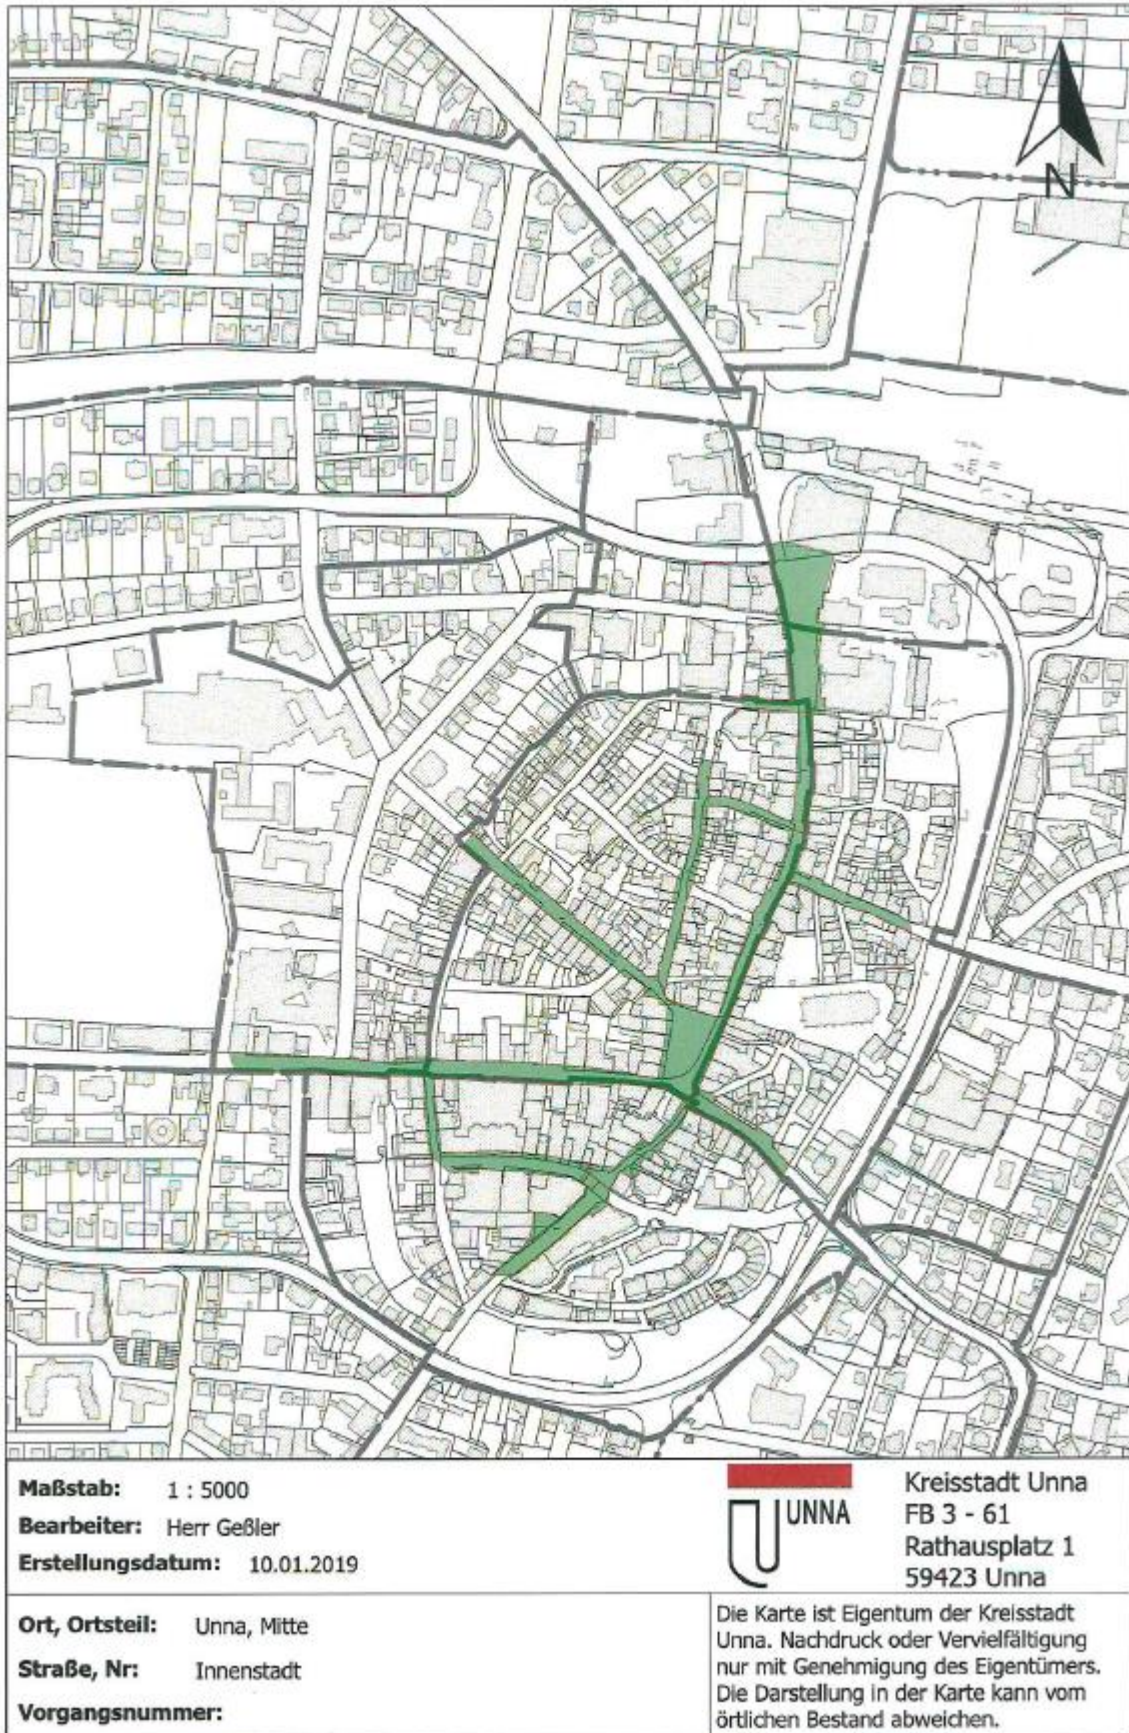 N
Maßstab: 1 : 5000
Bearbeiter: Herr Geßler
Erstellungsdatum: 10.01.2019
UNNA
Kreisstadt Unna
FB 3 - 61
Rathausplatz 1
59423 Unna
Ort, Ortsteil: Unna, Mitte
Straße, Nr: Innenstadt
Vorgangsnummer:
Die Karte ist Eigentum der Kreisstadt
Unna. Nachdruck oder Vervielfältigung
nur mit Genehmigung des Eigentümers.
Die Darstellung in der Karte kann vom
örtlichen Bestand abweichen.